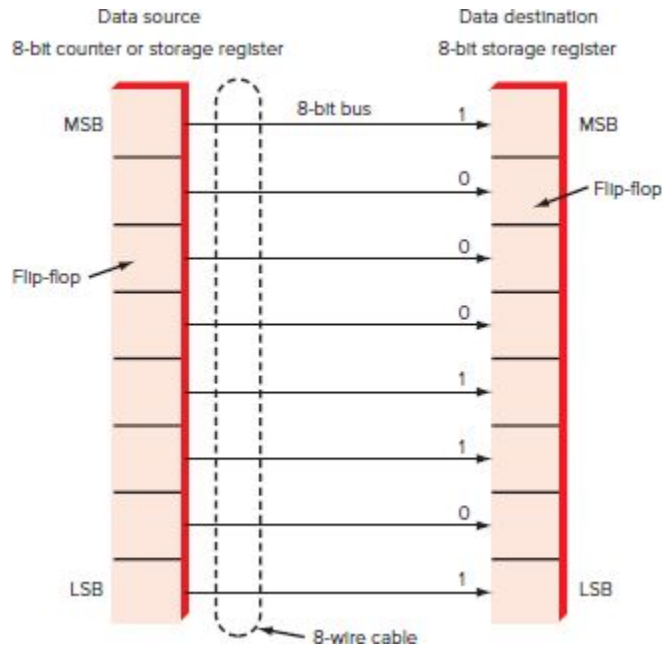 Data source
8-bit counter or storage register
Data destination
8-bit storage register
MSB
8-bit bus
1
MSB
0
Flip-flop
0
Flip-flop
0
1
1
0
LSB
1
LSB
8-wire cable